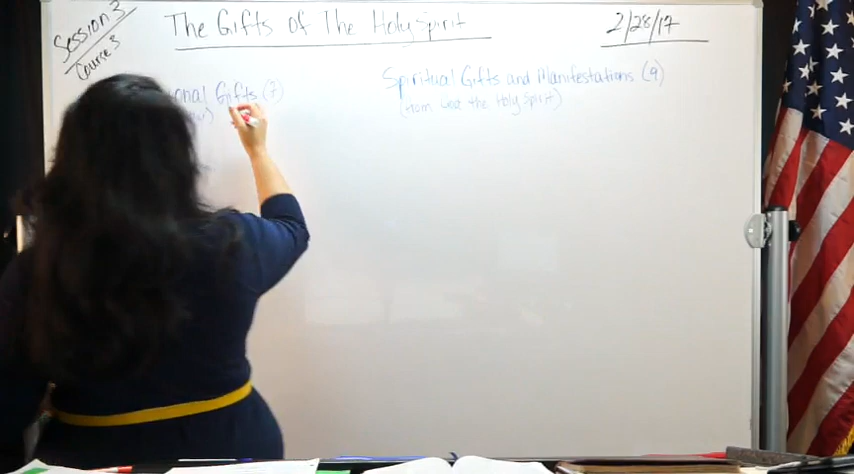 Session 3
Course 3
The Gifts of The Holy Spirit
2/28/17
Gifts (7)
Spiritual Gifts and Manifestations (9)
(from God the Holy Spirit)